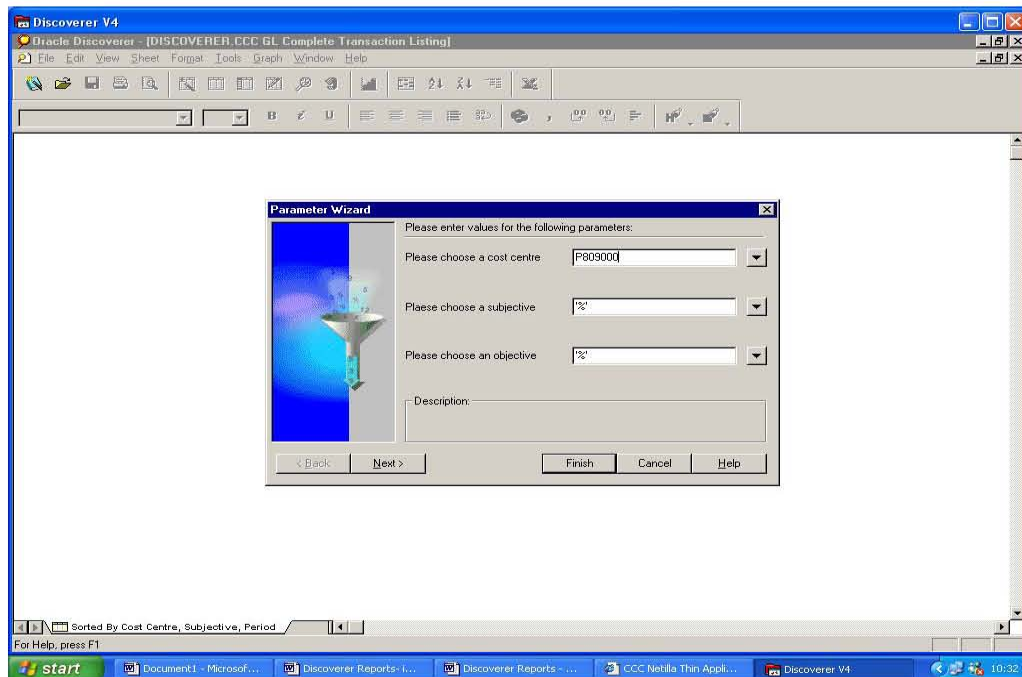 Discoverer V4
Oracle Discoverer - [DISCOVERER.CCC GL Complete Transaction Listing]
File Edit View Sheet Format Tools Graph Window Help
Parameter Wizard
Please enter values for the following parameters:
Please choose a cost centre P809000
Plaese choose a subjective '%'
Please choose an objective '%'
Description:
< Back Next > Finish Cancel Help
Sorted By Cost Centre, Subjective, Period
For Help, press F1
start Document1 - Microsof... Discoverer Reports- i... Discoverer Reports - ... CCC Netilla Thin Appli... Discoverer V4 10:32